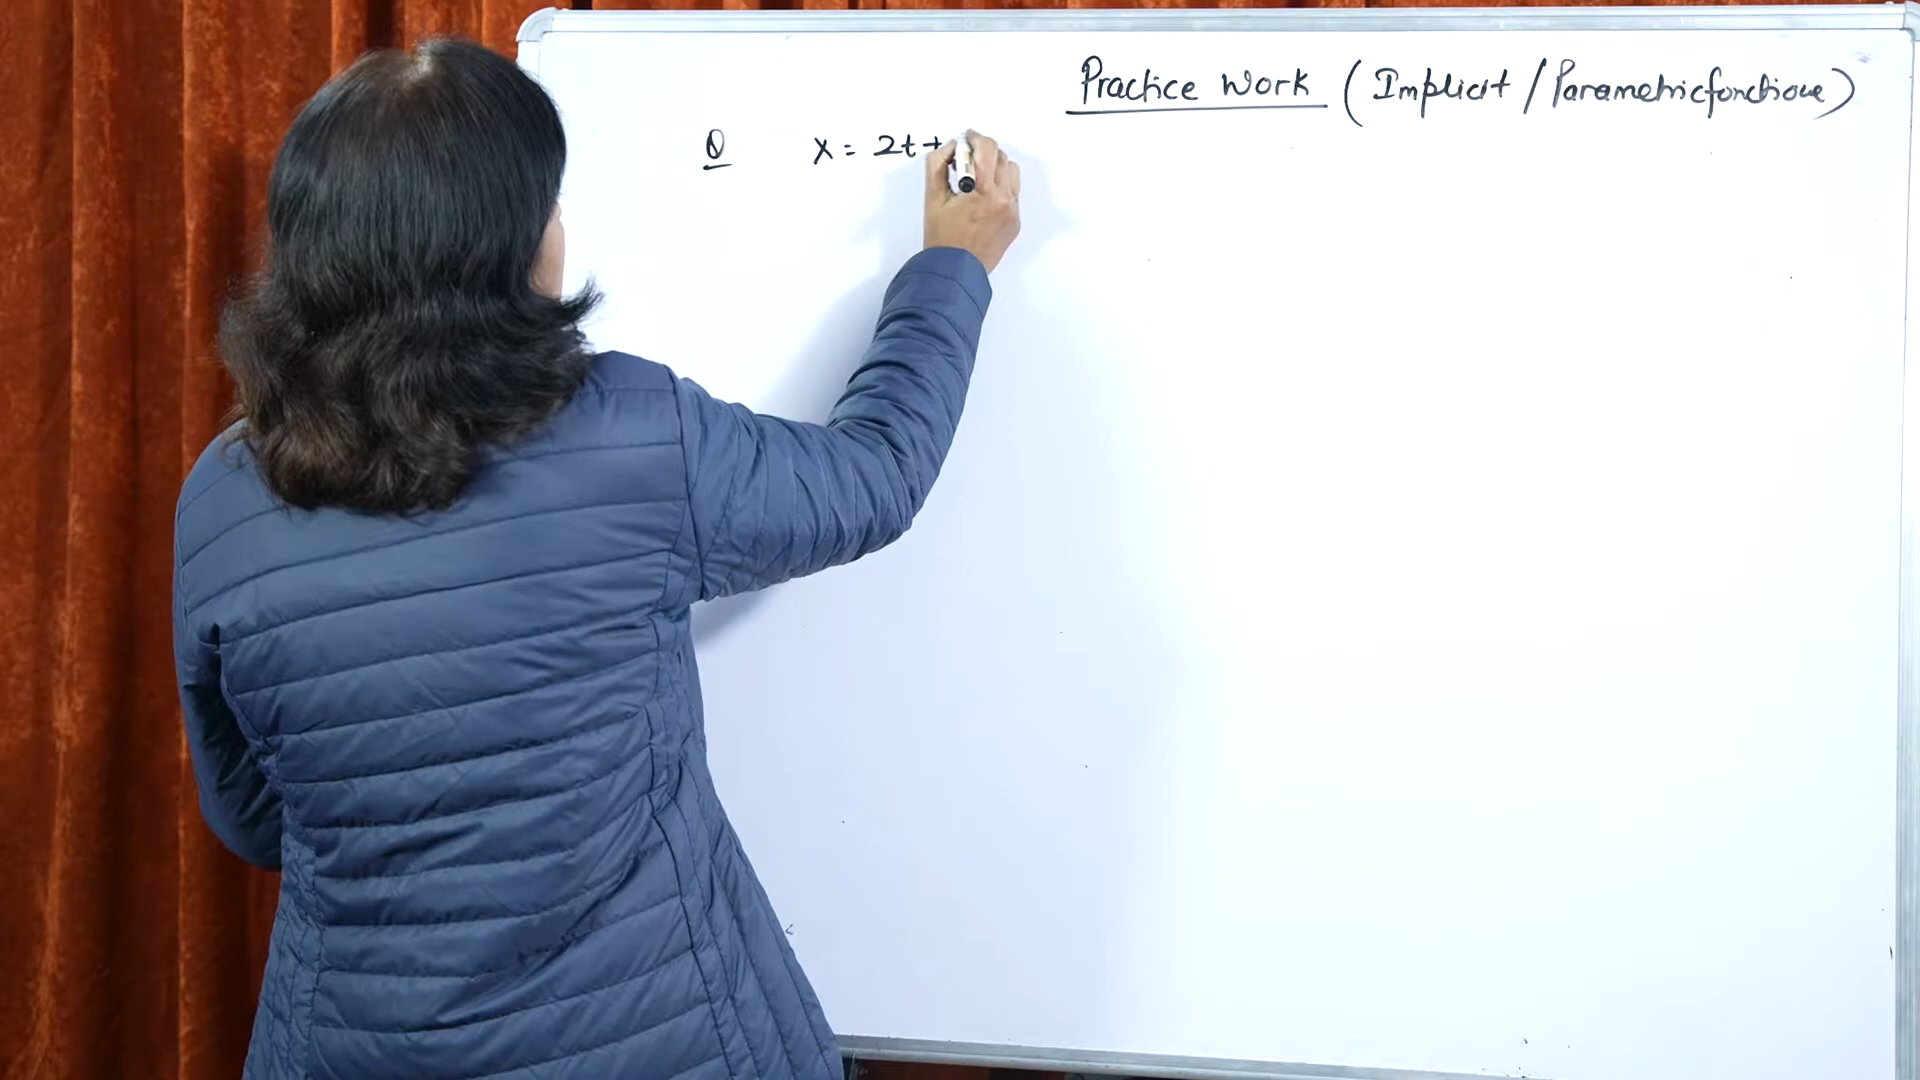 Practice Work (Implicit / Parametric functions)
Q x = 2t +